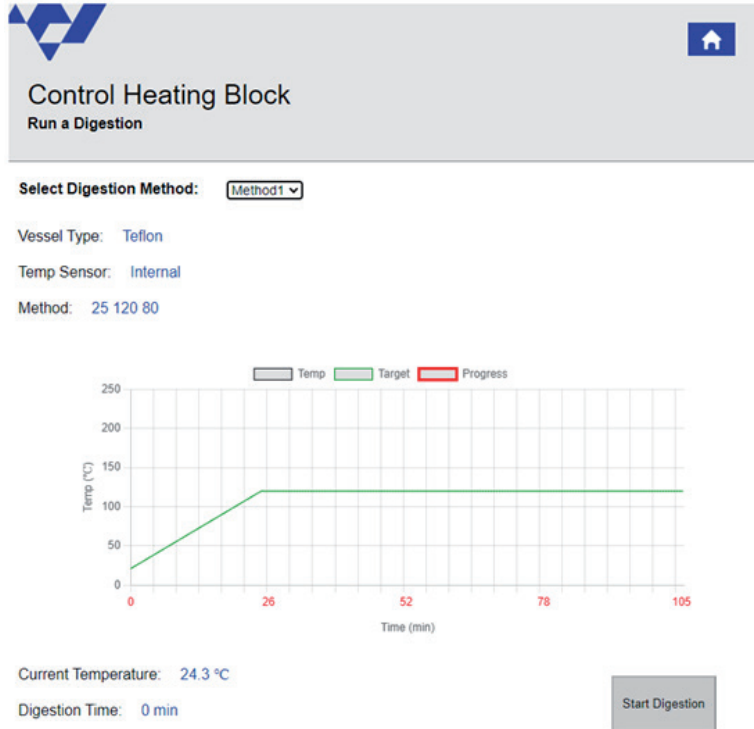 Control Heating Block
Run a Digestion
Select Digestion Method: Method1
Vessel Type: Teflon
Temp Sensor: Internal
Method: 25 120 80
Temp Target Progress
250
200
150
100
50
0
Temp (°C)
0 26 52 78 105
Time (min)
Current Temperature: 24.3 °C
Digestion Time: 0 min
Start Digestion